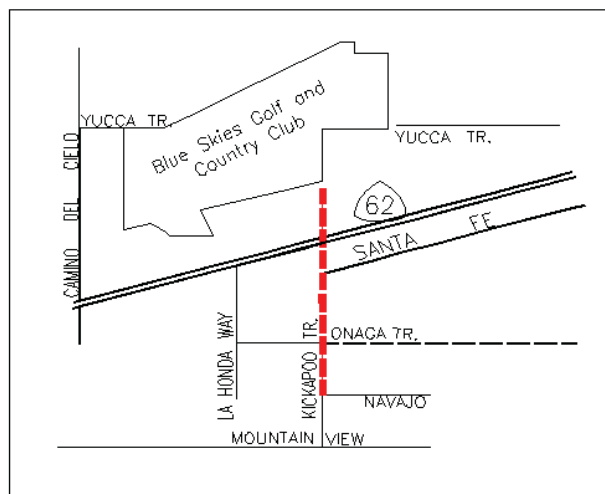 YUCCA TR.
Blue Skies Golf and
Country Club
YUCCA TR.
CAMINO DEL CIELO
62
SANTA FE
LA HONDA WAY
KICKAPOO TR.
ONAGA TR.
NAVAJO
MOUNTAIN VIEW